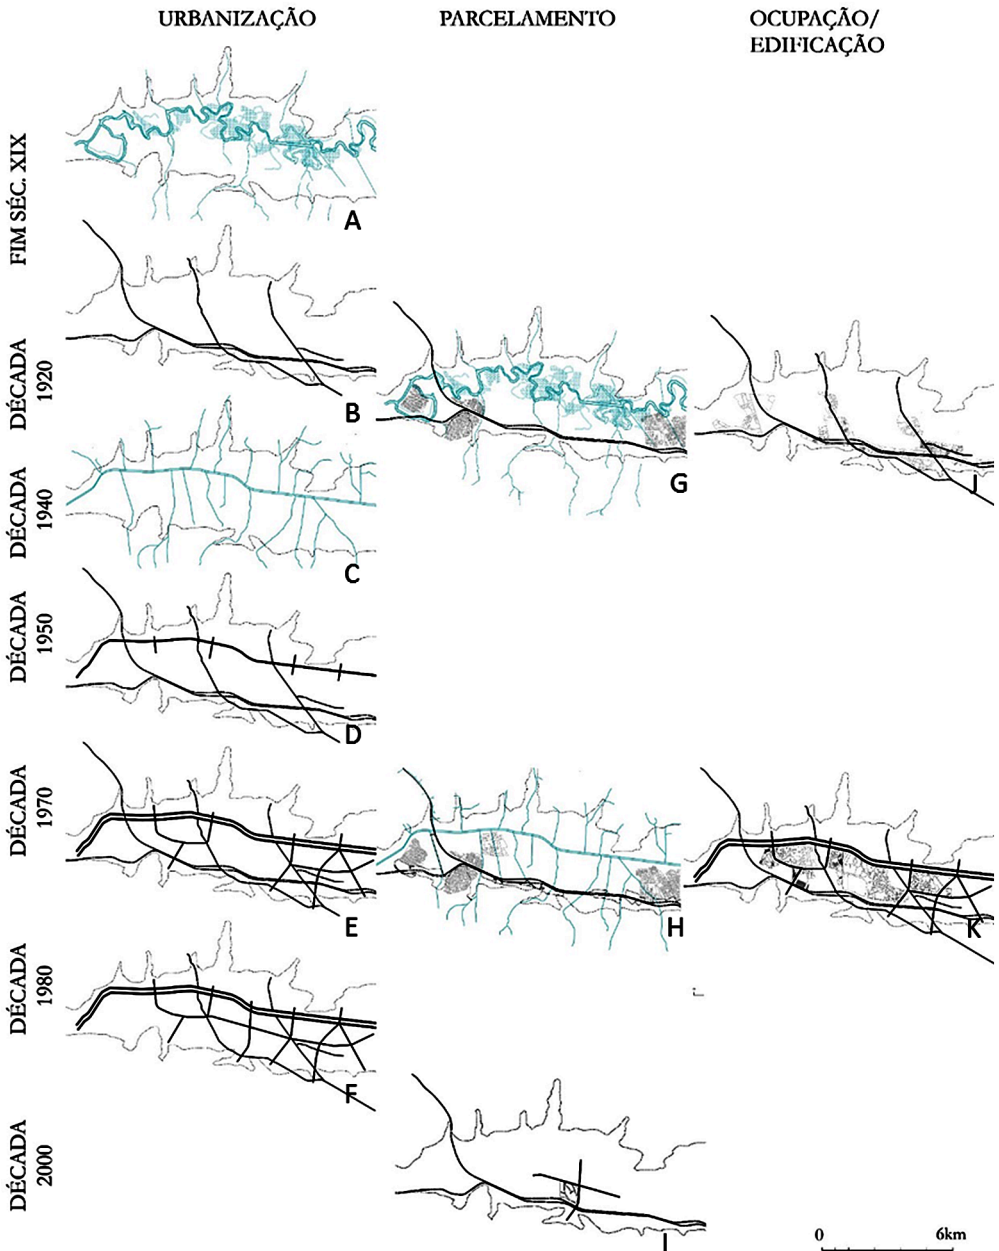 URBANIZAÇÃO
PARCELAMENTO
OCUPAÇÃO/
EDIFICAÇÃO
FIM SÉC. XIX
A
DÉCADA
1920
B
G
J
DÉCADA
1940
C
DÉCADA
1950
D
DÉCADA
1970
E
H
K
DÉCADA
1980
F
DÉCADA
2000
I
0
6km